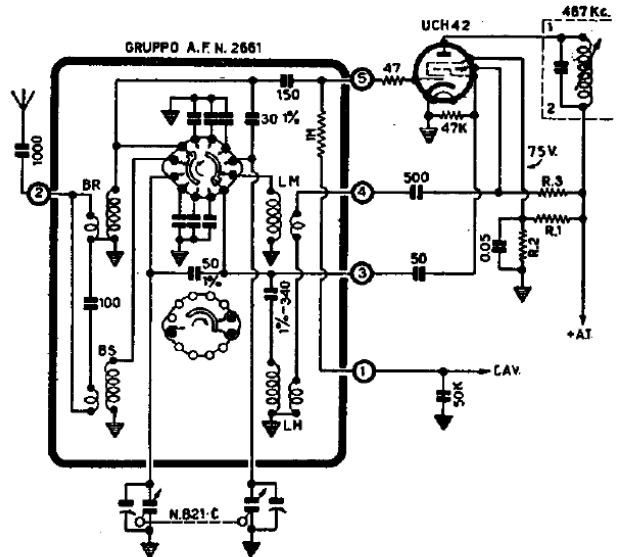 467 Kc.
UCH42
GRUPPO A.F. N. 2661
1
5
47
150
2
30 1%
1M
47K
1000
75 V.
BR
LM
4
500
R.3
2
R.1
0.05
R.2
50
1%
3
50
100
1%-340
+A.T.
BS
1
C.A.V.
50K
LM
N.821-C